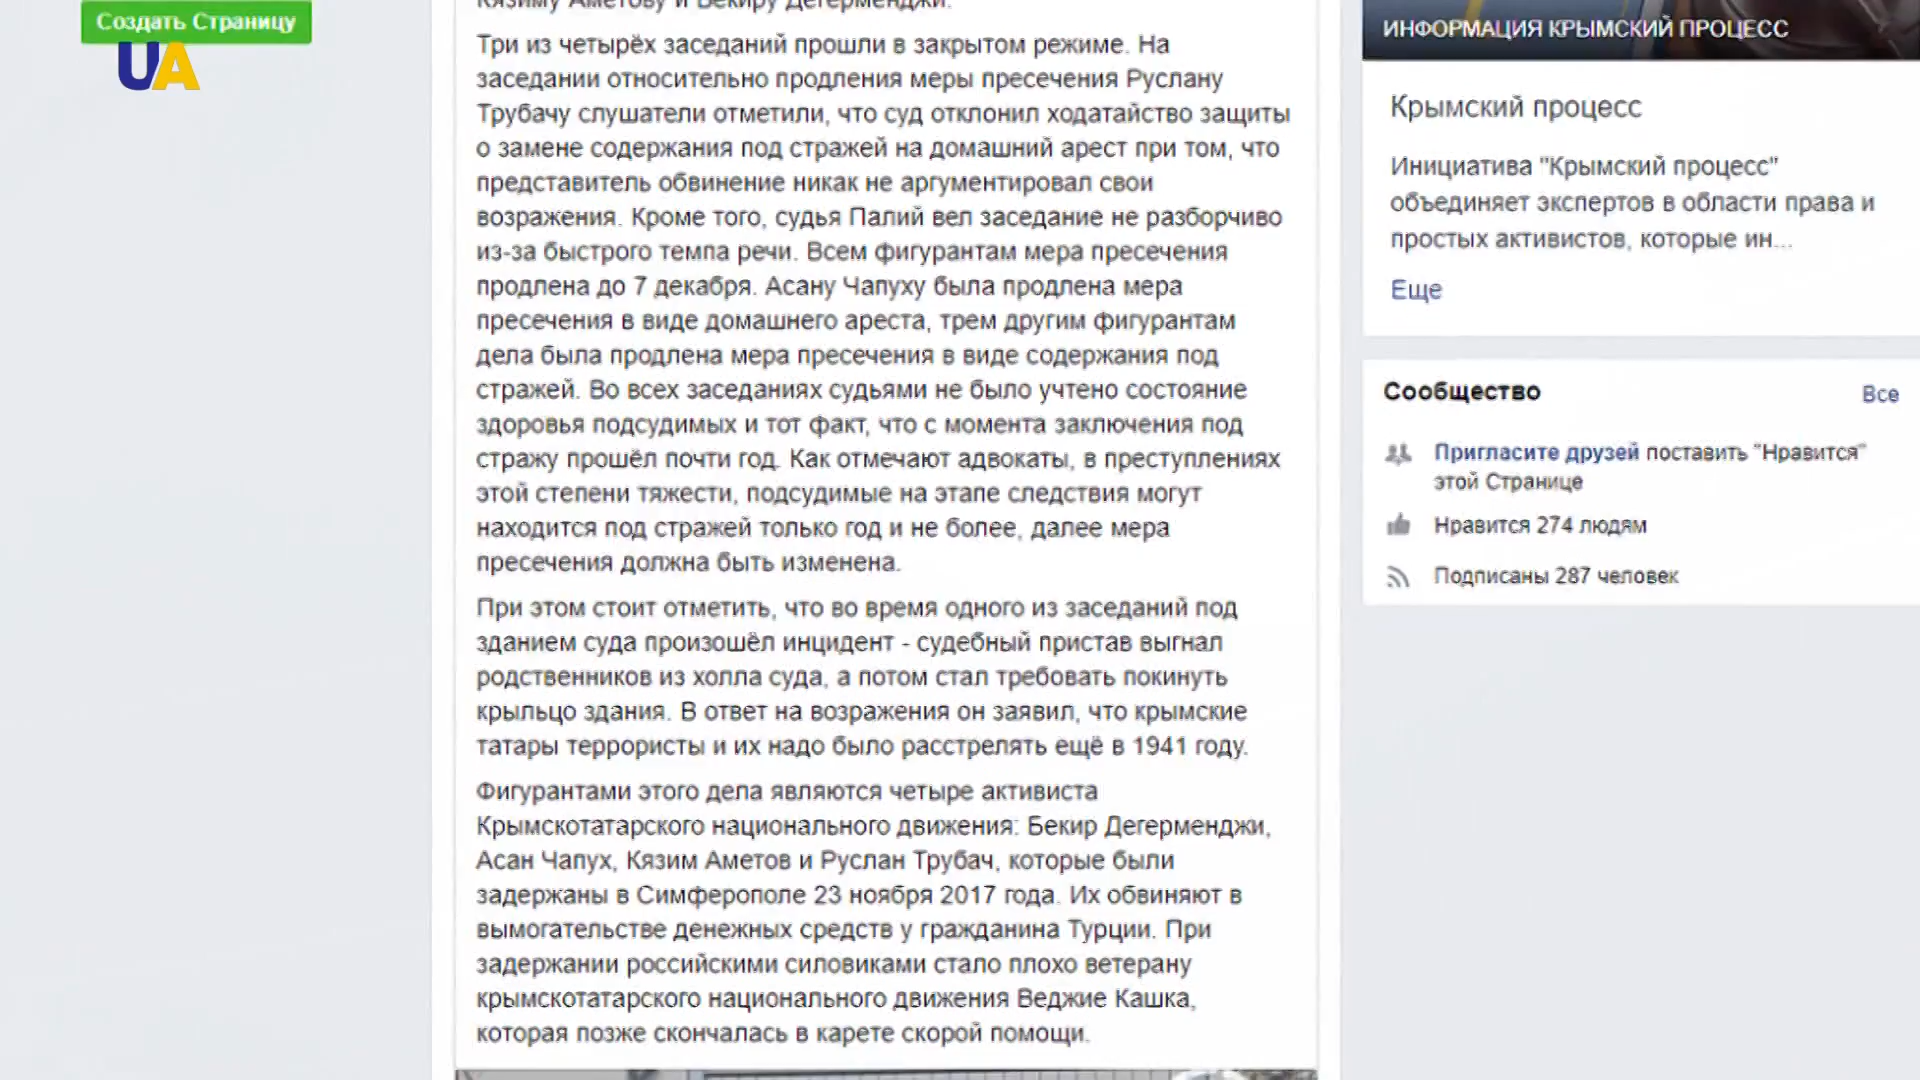 Создать Страницу
UA
Кязиму Аметову и Бекиру Дегерменджи.
Три из четырёх заседаний прошли в закрытом режиме. На
заседании относительно продления меры пресечения Руслану
Трубачу слушатели отметили, что суд отклонил ходатайство защиты
о замене содержания под стражей на домашний арест при том, что
представитель обвинение никак не аргументировал свои
возражения. Кроме того, судья Палий вел заседание не разборчиво
из-за быстрого темпа речи. Всем фигурантам мера пресечения
продлена до 7 декабря. Асану Чапуху была продлена мера
пресечения в виде домашнего ареста, трем другим фигурантам
дела была продлена мера пресечения в виде содержания под
стражей. Во всех заседаниях судьями не было учтено состояние
здоровья подсудимых и тот факт, что с момента заключения под
стражу прошёл почти год. Как отмечают адвокаты, в преступлениях
этой степени тяжести, подсудимые на этапе следствия могут
находится под стражей только год и не более, далее мера
пресечения должна быть изменена.
При этом стоит отметить, что во время одного из заседаний под
зданием суда произошёл инцидент - судебный пристав выгнал
родственников из холла суда, а потом стал требовать покинуть
крыльцо здания. В ответ на возражения он заявил, что крымские
татары террористы и их надо было расстрелять ещё в 1941 году.
Фигурантами этого дела являются четыре активиста
Крымскотатарского национального движения: Бекир Дегерменджи,
Асан Чапух, Кязим Аметов и Руслан Трубач, которые были
задержаны в Симферополе 23 ноября 2017 года. Их обвиняют в
вымогательстве денежных средств у гражданина Турции. При
задержании российскими силовиками стало плохо ветерану
крымскотатарского национального движения Веджие Кашка,
которая позже скончалась в карете скорой помощи.
ИНФОРМАЦИЯ КРЫМСКИЙ ПРОЦЕСС
Крымский процесс
Инициатива "Крымский процесс"
объединяет экспертов в области права и
простых активистов, которые ин...
Еще
Сообщество
Все
Пригласите друзей поставить "Нравится"
этой Странице
Нравится 274 людям
Подписаны 287 человек